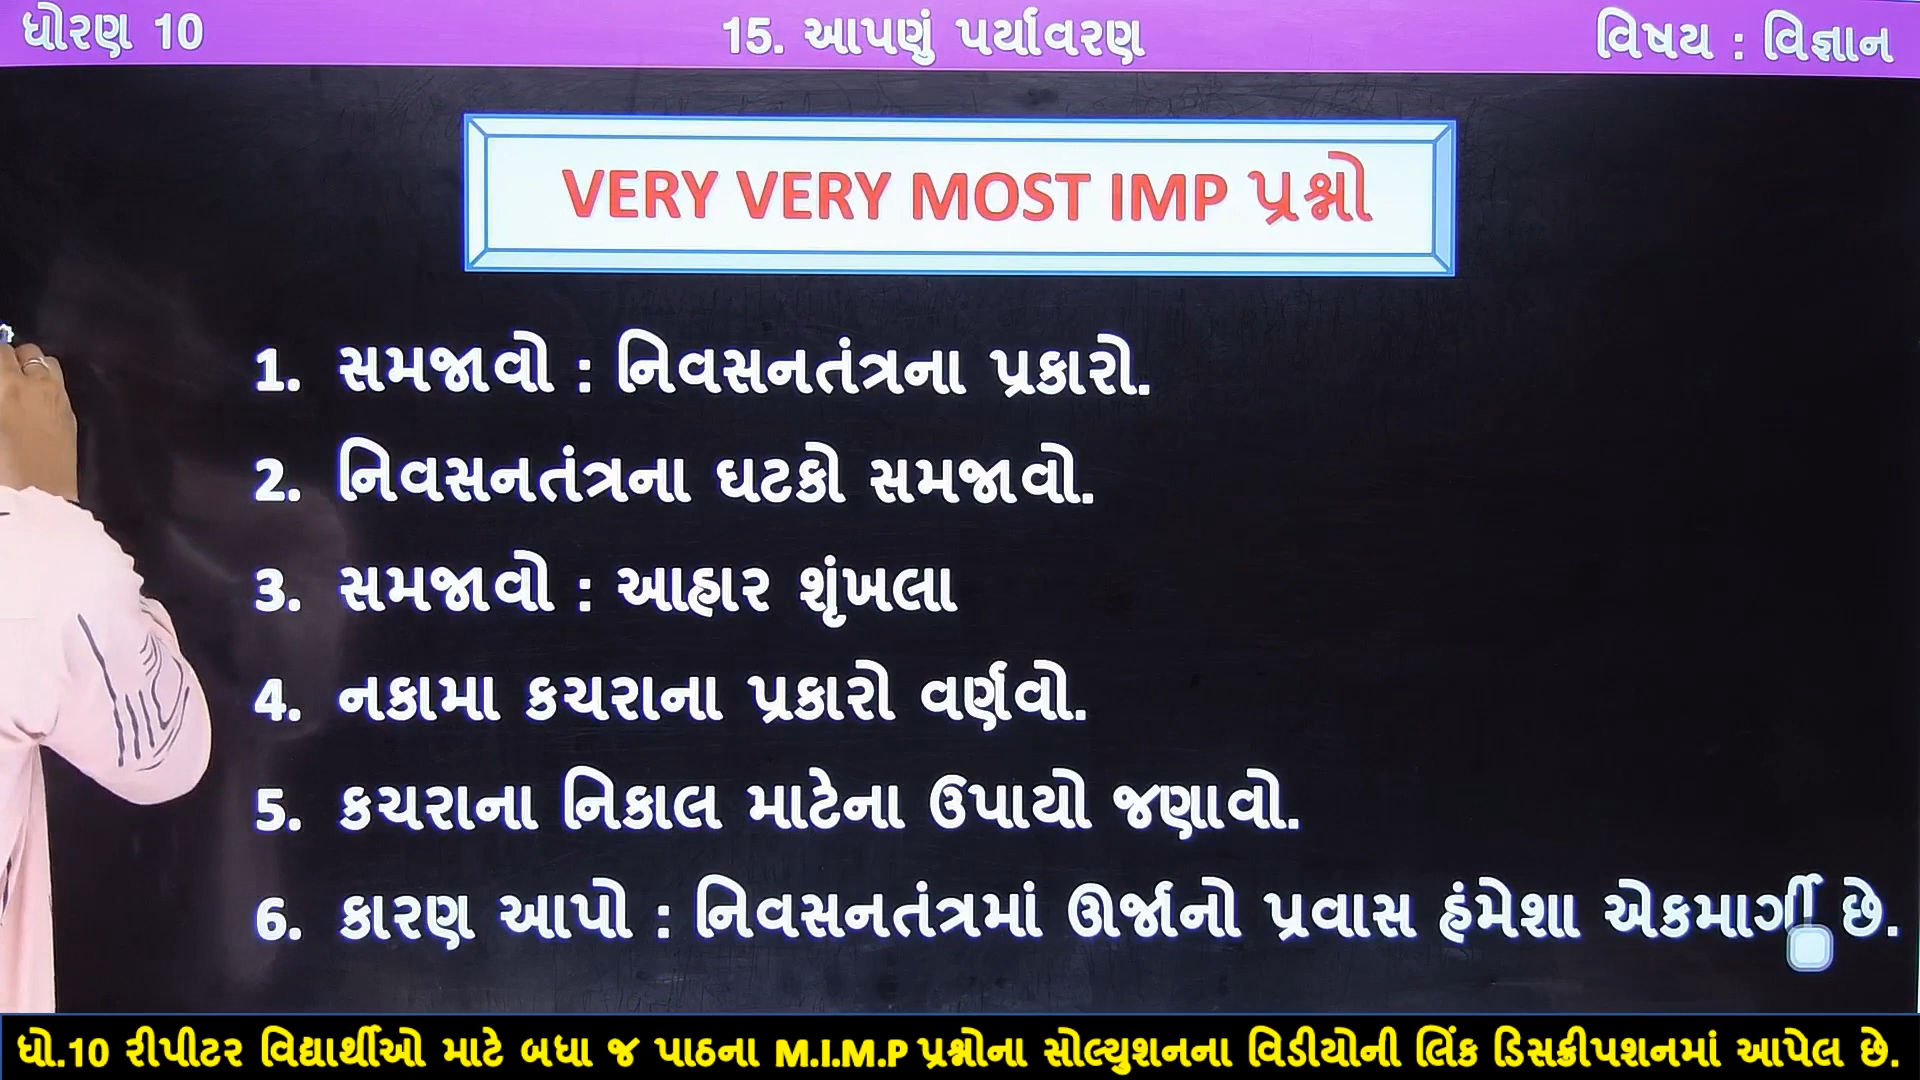 ધોરણ 10
15. આપણું પર્યાવરણ
વિષય : વિજ્ઞાન
VERY VERY MOST IMP પ્રશ્નો
1. સમજાવો : નિવસનતંત્રના પ્રકારો.
2. નિવસનતંત્રના ઘટકો સમજાવો.
3. સમજાવો : આહાર શૃંખલા
4. નકામા કચરાના પ્રકારો વર્ણવો.
5. કચરાના નિકાલ માટેના ઉપાયો જણાવો.
6. કારણ આપો : નિવસનતંત્રમાં ઊર્જાનો પ્રવાસ હંમેશા એકમાર્ગી છે.
ધો.10 રીપીટર વિદ્યાર્થીઓ માટે બધા જ પાઠના M.I.M.P પ્રશ્નોના સોલ્યુશનના વિડીયોની લિંક ડિસક્રીપશનમાં આપેલ છે.